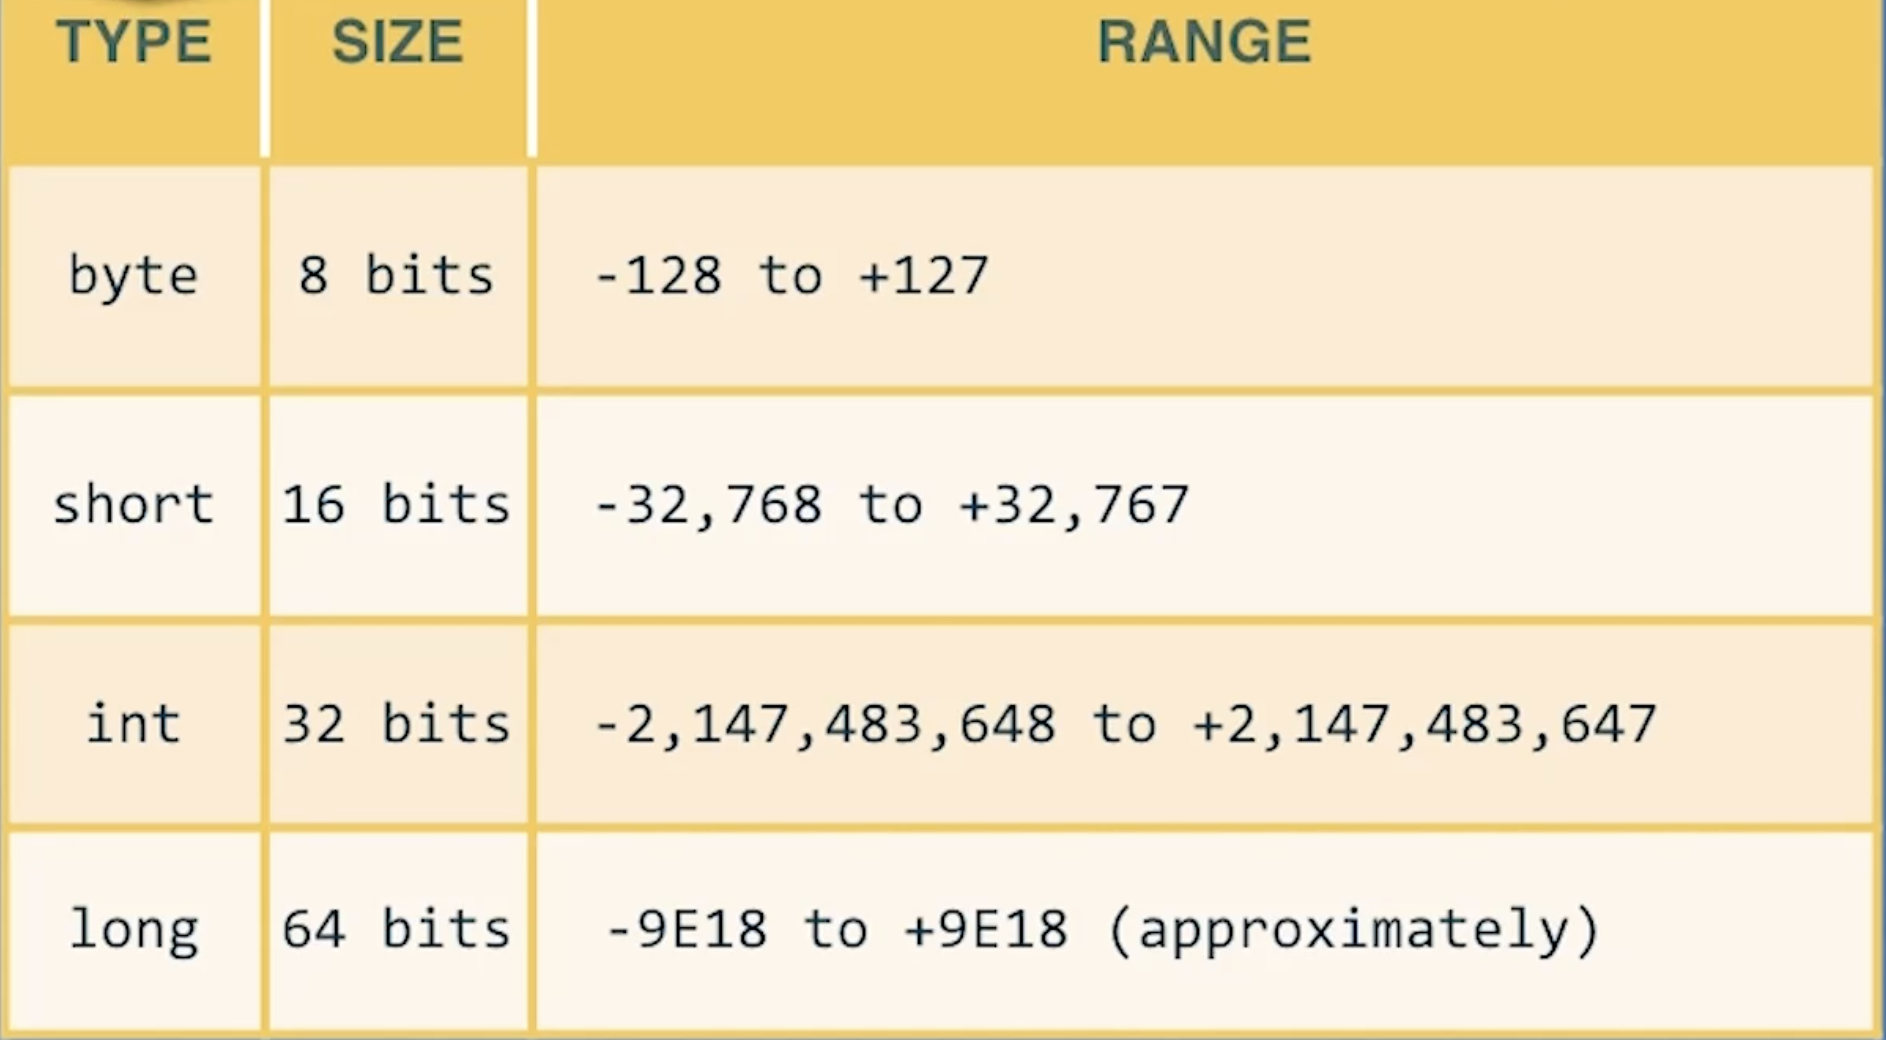 TYPE SIZE RANGE
byte 8 bits -128 to +127
short 16 bits -32,768 to +32,767
int 32 bits -2,147,483,648 to +2,147,483,647
long 64 bits -9E18 to +9E18 (approximately)